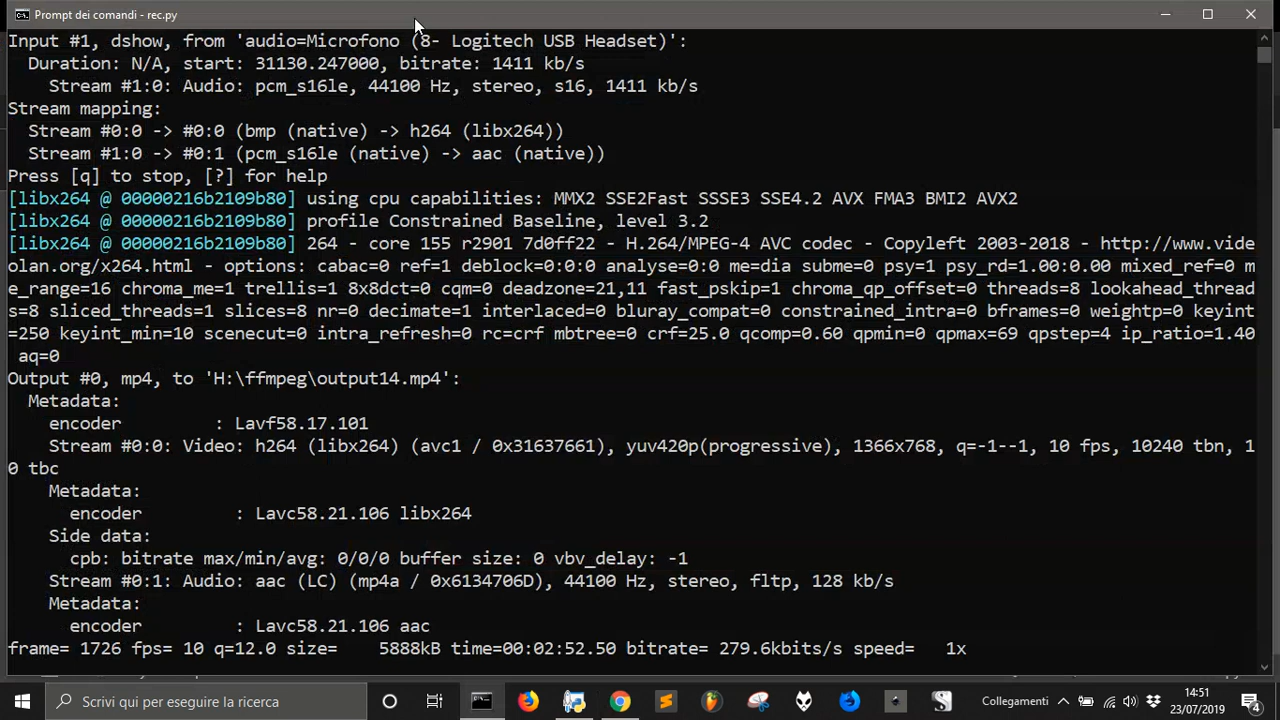 Prompt dei comandi - rec.py
Input #1, dshow, from 'audio=Microfono (8- Logitech USB Headset)':
  Duration: N/A, start: 31130.247000, bitrate: 1411 kb/s
    Stream #1:0: Audio: pcm_s16le, 44100 Hz, stereo, s16, 1411 kb/s
Stream mapping:
  Stream #0:0 -> #0:0 (bmp (native) -> h264 (libx264))
  Stream #1:0 -> #0:1 (pcm_s16le (native) -> aac (native))
Press [q] to stop, [?] for help
[libx264 @ 00000216b2109b80] using cpu capabilities: MMX2 SSE2Fast SSSE3 SSE4.2 AVX FMA3 BMI2 AVX2
[libx264 @ 00000216b2109b80] profile Constrained Baseline, level 3.2
[libx264 @ 00000216b2109b80] 264 - core 155 r2901 7d0ff22 - H.264/MPEG-4 AVC codec - Copyleft 2003-2018 - http://www.vide
olan.org/x264.html - options: cabac=0 ref=1 deblock=0:0:0 analyse=0:0 me=dia subme=0 psy=1 psy_rd=1.00:0.00 mixed_ref=0 m
e_range=16 chroma_me=1 trellis=1 8x8dct=0 cqm=0 deadzone=21,11 fast_pskip=1 chroma_qp_offset=0 threads=8 lookahead_thread
s=8 sliced_threads=1 slices=8 nr=0 decimate=1 interlaced=0 bluray_compat=0 constrained_intra=0 bframes=0 weightp=0 keyint
=250 keyint_min=10 scenecut=0 intra_refresh=0 rc=crf mbtree=0 crf=25.0 qcomp=0.60 qpmin=0 qpmax=69 qpstep=4 ip_ratio=1.40
 aq=0
Output #0, mp4, to 'H:\ffmpeg\output14.mp4':
  Metadata:
    encoder         : Lavf58.17.101
    Stream #0:0: Video: h264 (libx264) (avc1 / 0x31637661), yuv420p(progressive), 1366x768, q=-1--1, 10 fps, 10240 tbn, 1
0 tbc
    Metadata:
      encoder         : Lavc58.21.106 libx264
    Side data:
      cpb: bitrate max/min/avg: 0/0/0 buffer size: 0 vbv_delay: -1
    Stream #0:1: Audio: aac (LC) (mp4a / 0x6134706D), 44100 Hz, stereo, fltp, 128 kb/s
    Metadata:
      encoder         : Lavc58.21.106 aac
frame= 1726 fps= 10 q=12.0 size=    5888kB time=00:02:52.50 bitrate= 279.6kbits/s speed=   1x
Scrivi qui per eseguire la ricerca
Collegamenti
14:51
23/07/2019
4